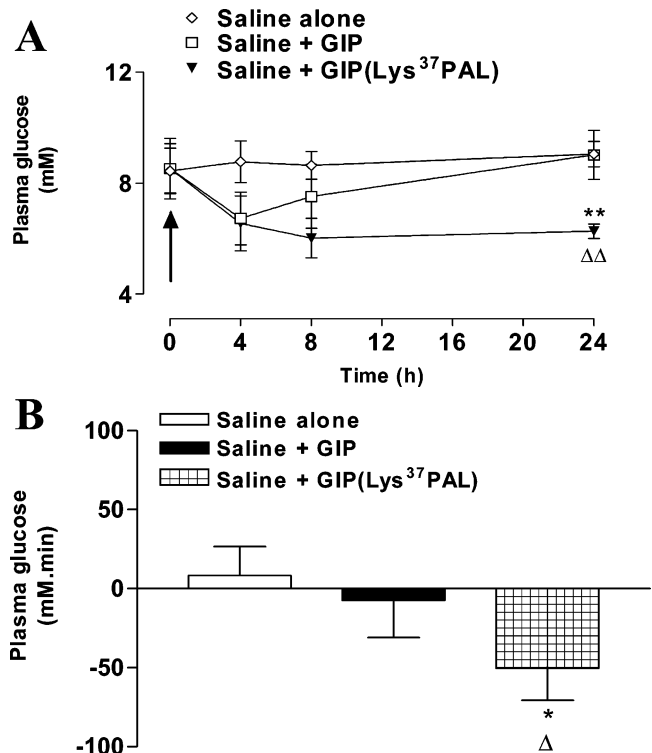 A
Saline alone
Saline + GIP
Saline + GIP(Lys37PAL)
Plasma glucose
(mM)
12
8
4
**
ΔΔ
0 4 8 12 16 20 24
Time (h)
B
Saline alone
Saline + GIP
Saline + GIP(Lys37PAL)
Plasma glucose
(mM.min)
100
50
0
-50
-100
*
Δ